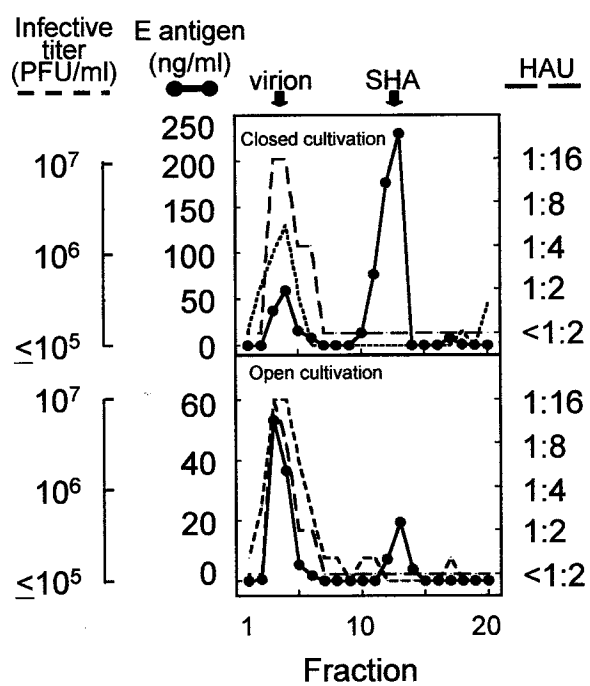 Infective
titer
(PFU/ml)
E antigen
(ng/ml)
virion
SHA
HAU
Closed cultivation
10⁷
10⁶
≤10⁵
250
200
150
100
50
0
1:16
1:8
1:4
1:2
<1:2
Open cultivation
10⁷
10⁶
≤10⁵
60
40
20
0
1:16
1:8
1:4
1:2
<1:2
1
10
20
Fraction